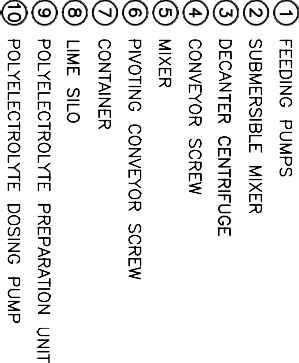 1 FEEDING PUMPS
2 SUBMERSIBLE MIXER
3 DECANTER CENTRIFUGE
4 CONVEYOR SCREW
5 MIXER
6 PIVOTING CONVEYOR SCREW
7 CONTAINER
8 LIME SILO
9 POLYELECTROLYTE PREPARATION UNIT
10 POLYELECTROLYTE DOSING PUMP